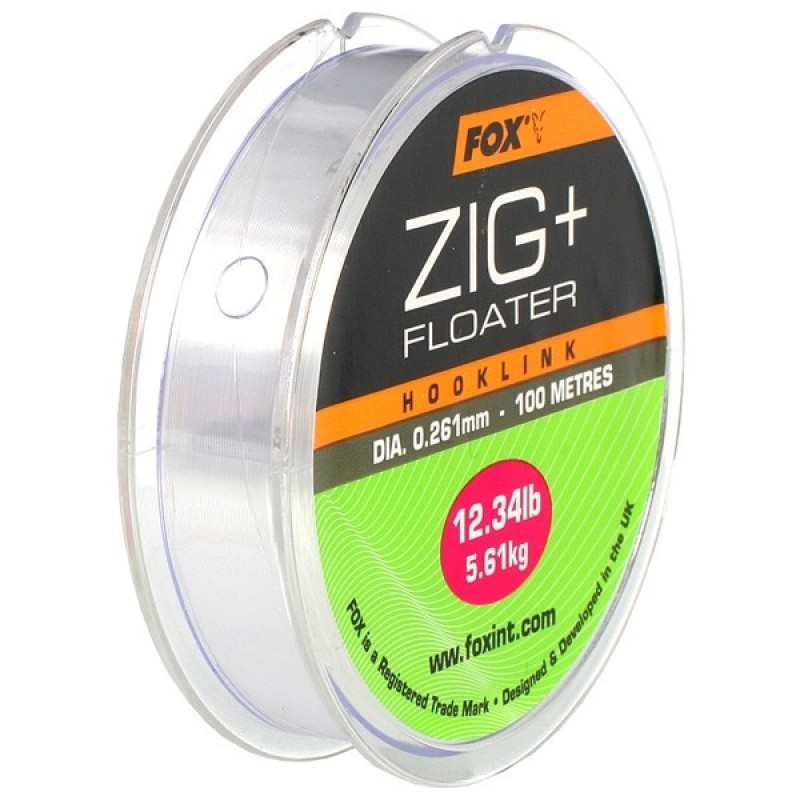 FOX
ZIG+
FLOATER
HOOKLINK
DIA. 0.261mm - 100 METRES
12.34lb
5.61kg
ww.foxint.com
FOX is a Registered Trade Mark • Designed & Developed in the UK